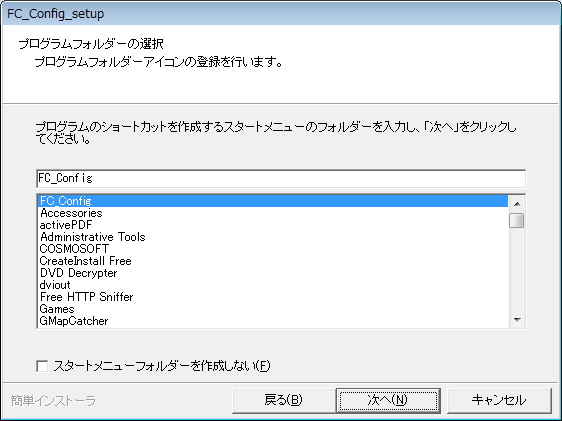 FC_Config_setup
プログラムフォルダーの選択
プログラムフォルダーアイコンの登録を行います。
プログラムのショートカットを作成するスタートメニューのフォルダーを入力し、「次へ」をクリックし
てください。
FC_Config
FC_Config
Accessories
activePDF
Administrative Tools
COSMOSOFT
CreateInstall Free
DVD Decrypter
dviout
Free HTTP Sniffer
Games
GMapCatcher
スタートメニューフォルダーを作成しない(F)
簡単インストーラ
戻る(B)
次へ(N)
キャンセル